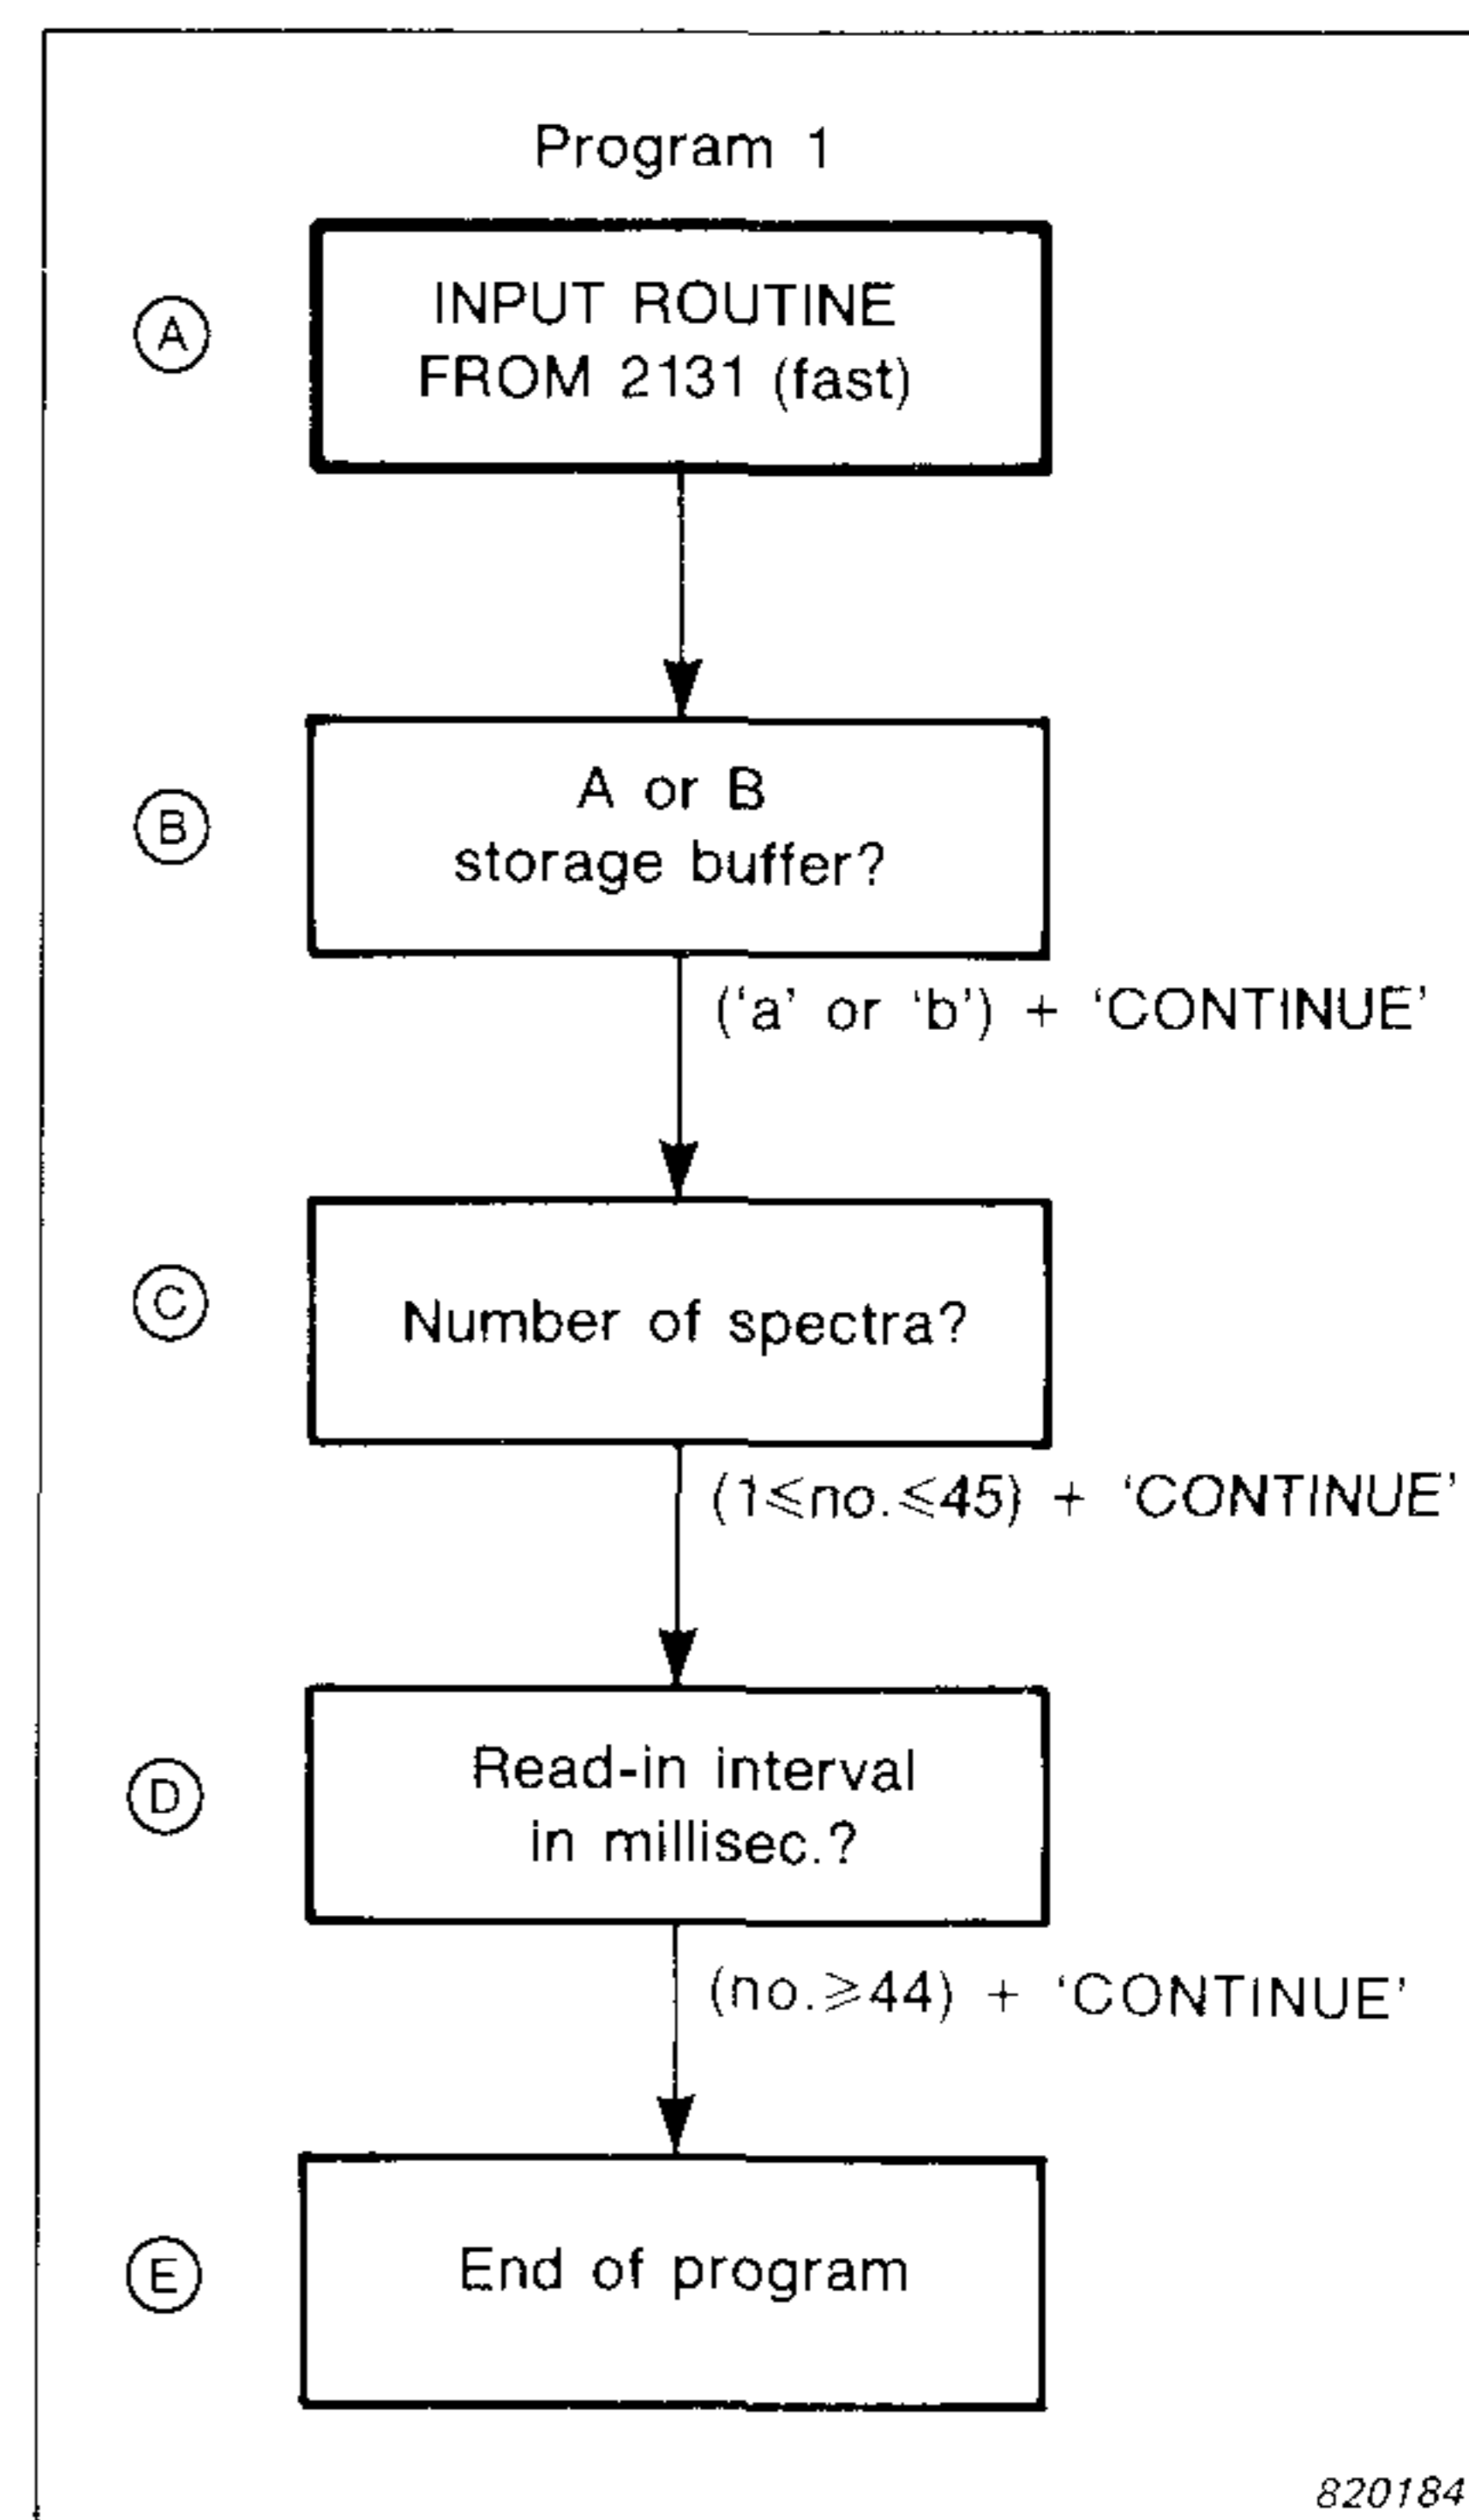 Program 1
A
INPUT ROUTINE
FROM 2131 (fast)
B
A or B
storage buffer?
(‘a’ or ‘b’) + ‘CONTINUE’
C
Number of spectra?
(1≤no.≤45) + ‘CONTINUE’
D
Read-in interval
in millisec.?
(no.≥44) + ‘CONTINUE’
E
End of program
820184